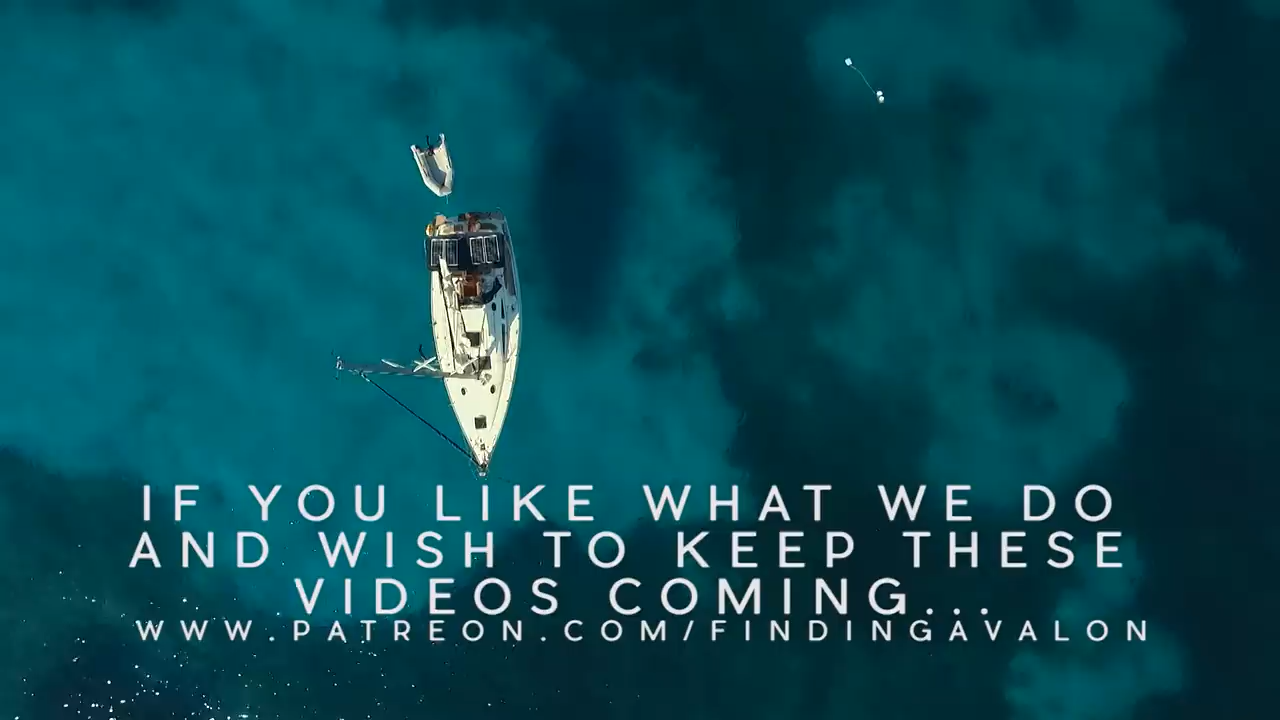 IF YOU LIKE WHAT WE DO
AND WISH TO KEEP THESE
VIDEOS COMING...
WWW.PATREON.COM/FINDINGAVALON